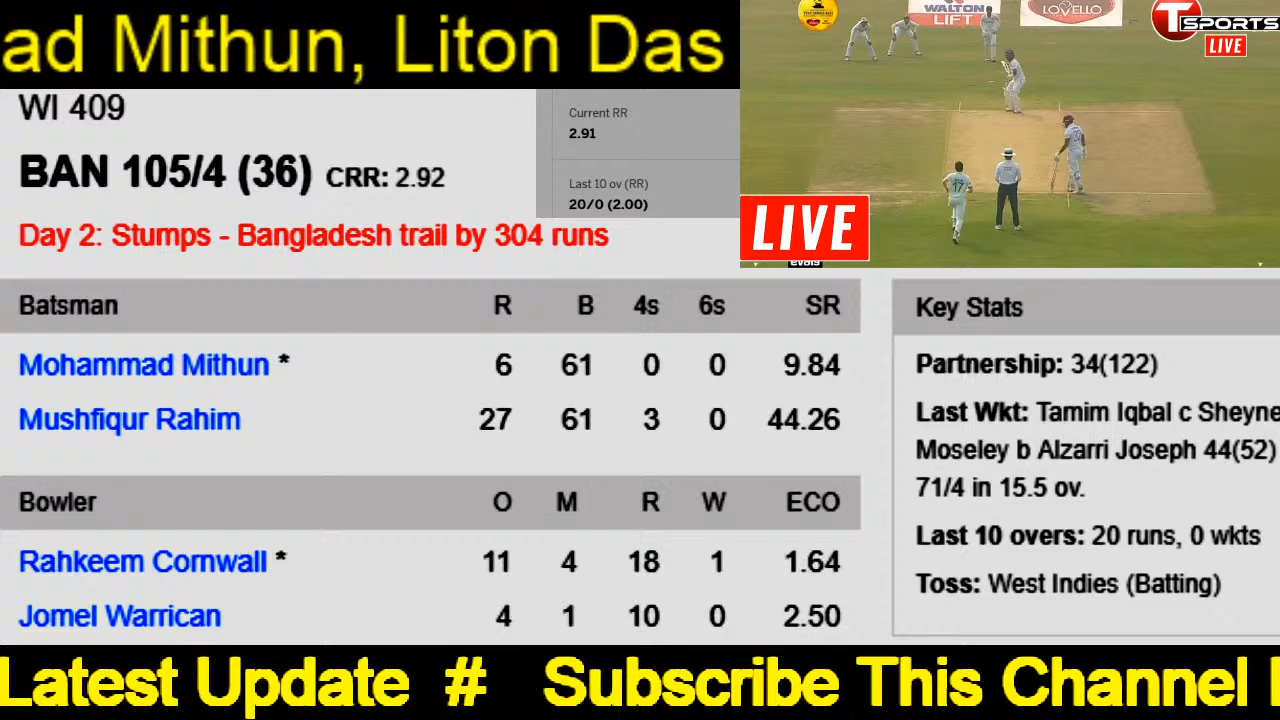 ad Mithun, Liton Das
WALTON
LIFT
LOVELLO
T SPORTS
LIVE
WI 409
BAN 105/4 (36) CRR: 2.92
Day 2: Stumps - Bangladesh trail by 304 runs
Current RR
2.91
Last 10 ov (RR)
20/0 (2.00)
17
LIVE
evaly
Batsman R B 4s 6s SR
Mohammad Mithun * 6 61 0 0 9.84
Mushfiqur Rahim 27 61 3 0 44.26
Bowler O M R W ECO
Rahkeem Cornwall * 11 4 18 1 1.64
Jomel Warrican 4 1 10 0 2.50
Key Stats
Partnership: 34(122)
Last Wkt: Tamim Iqbal c Sheyne
Moseley b Alzarri Joseph 44(52)
71/4 in 15.5 ov.
Last 10 overs: 20 runs, 0 wkts
Toss: West Indies (Batting)
Latest Update # Subscribe This Channel